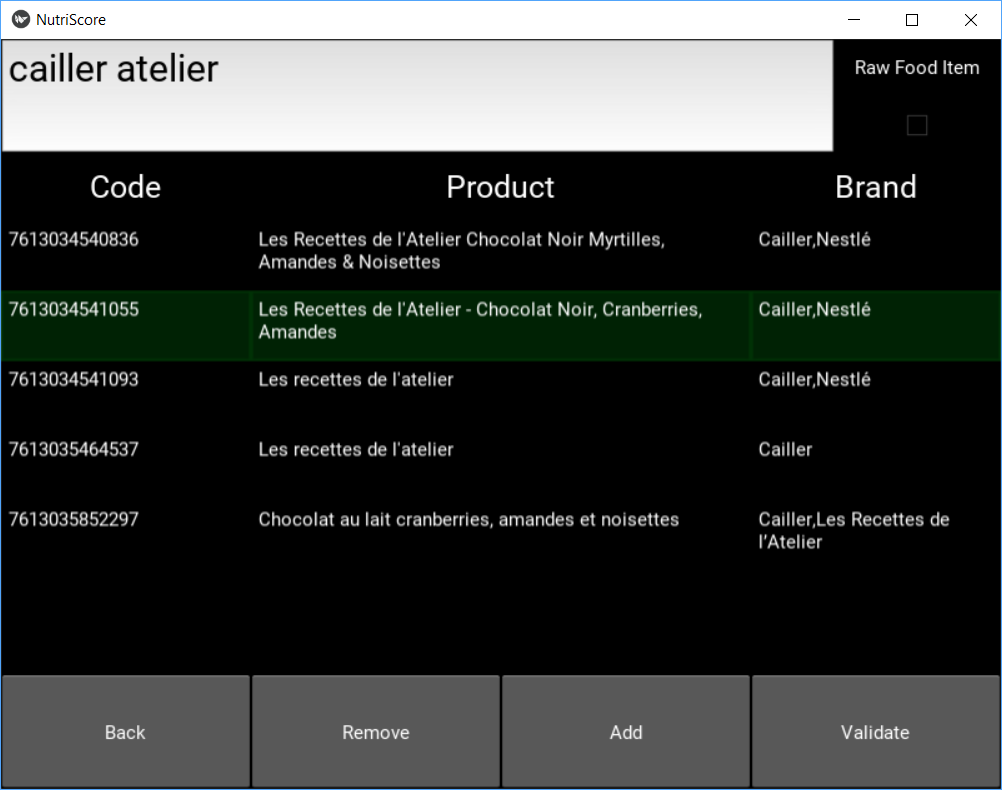 NutriScore
cailler atelier
Raw Food Item
Code Product Brand
7613034540836 Les Recettes de l'Atelier Chocolat Noir Myrtilles, Cailler,Nestlé
Amandes & Noisettes
7613034541055 Les Recettes de l'Atelier - Chocolat Noir, Cranberries, Cailler,Nestlé
Amandes
7613034541093 Les recettes de l'atelier Cailler,Nestlé
7613035464537 Les recettes de l'atelier Cailler
7613035852297 Chocolat au lait cranberries, amandes et noisettes Cailler,Les Recettes de
l’Atelier
Back Remove Add Validate